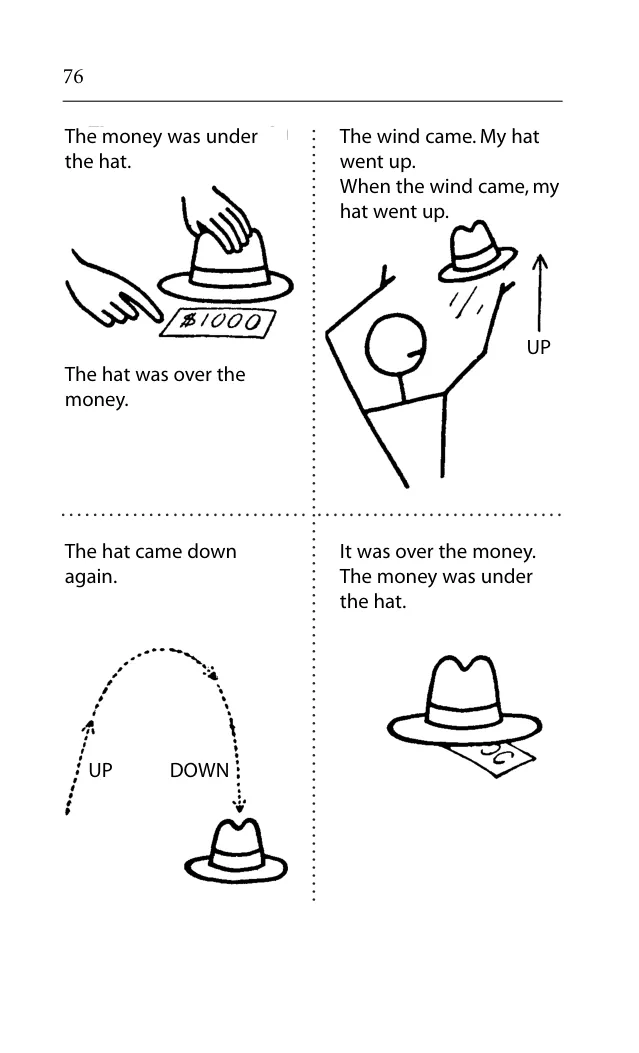 76
The money was under
the hat.
$1000
The hat was over the
money.
The wind came. My hat
went up.
When the wind came, my
hat went up.
UP
The hat came down
again.
UP
DOWN
It was over the money.
The money was under
the hat.